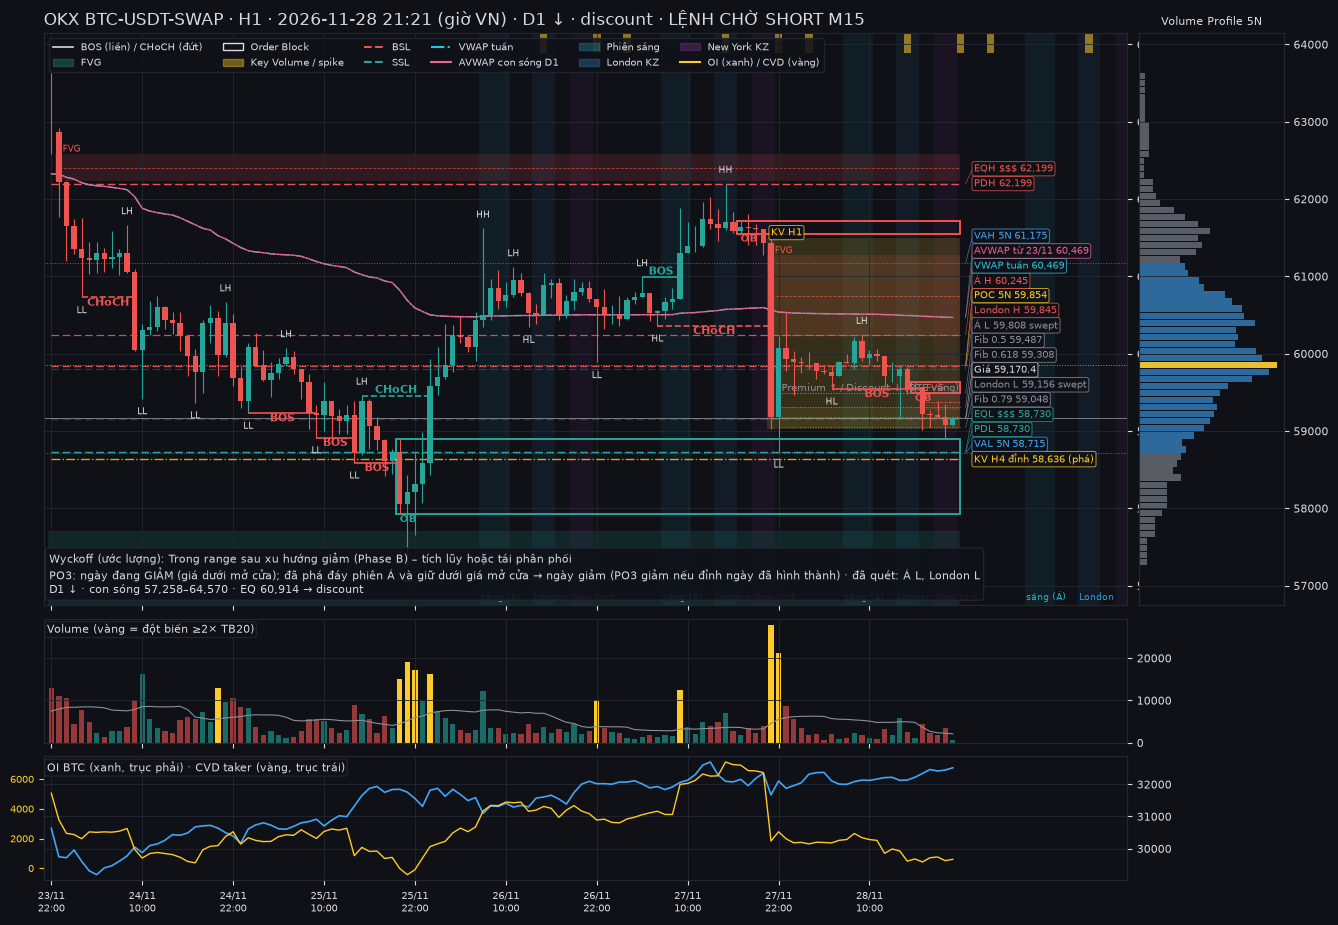 OKX BTC-USDT-SWAP · H1 · 2026-11-28 21:21 (giờ VN) · D1 ↓ · discount · LỆNH CHỜ SHORT M15
Volume Profile 5N
BOS (liền) / CHoCH (đứt)
Order Block
BSL
VWAP tuần
Phiên sáng
New York KZ
FVG
Key Volume / spike
SSL
AVWAP con sóng D1
London KZ
OI (xanh) / CVD (vàng)
64000
63000
62000
61000
60000
59000
58000
57000
FVG
LH
LL
CHoCH
LL
LH
LL
LL
LH
BOS
LL
BOS
LH
LL
BOS
CHoCH
OB
HH
LH
HL
LL
LH
BOS
HL
CHoCH
HH
OB
KV H1
FVG
LL
Premium ↑ / Discount
HL
LH
BOS
OB
EQH $$$ 62,199
PDH 62,199
VAH 5N 61,175
AVWAP từ 23/11 60,469
VWAP tuần 60,469
Á H 60,245
POC 5N 59,854
London H 59,845
Á L 59,808 swept
Fib 0.5 59,487
Fib 0.618 59,308
Giá 59,170.4
London L 59,156 swept
Fib 0.79 59,048
EQL $$$ 58,730
PDL 58,730
VAL 5N 58,715
KV H4 đỉnh 58,636 (phá)
Wyckoff (ước lượng): Trong range sau xu hướng giảm (Phase B) – tích lũy hoặc tái phân phối
PO3: ngày đang GIẢM (giá dưới mở cửa); đã phá đáy phiên Á và giữ dưới giá mở cửa → ngày giảm (PO3 giảm nếu đỉnh ngày đã hình thành) · đã quét: Á L, London L
D1 ↓ · con sóng 57,258–64,570 · EQ 60,914 → discount
sáng (Á)
London
Volume (vàng = đột biến ≥2× TB20)
20000
10000
0
OI BTC (xanh, trục phải) · CVD taker (vàng, trục trái)
6000
4000
2000
0
32000
31000
30000
23/11 22:00
24/11 10:00
24/11 22:00
25/11 10:00
25/11 22:00
26/11 10:00
26/11 22:00
27/11 10:00
27/11 22:00
28/11 10:00